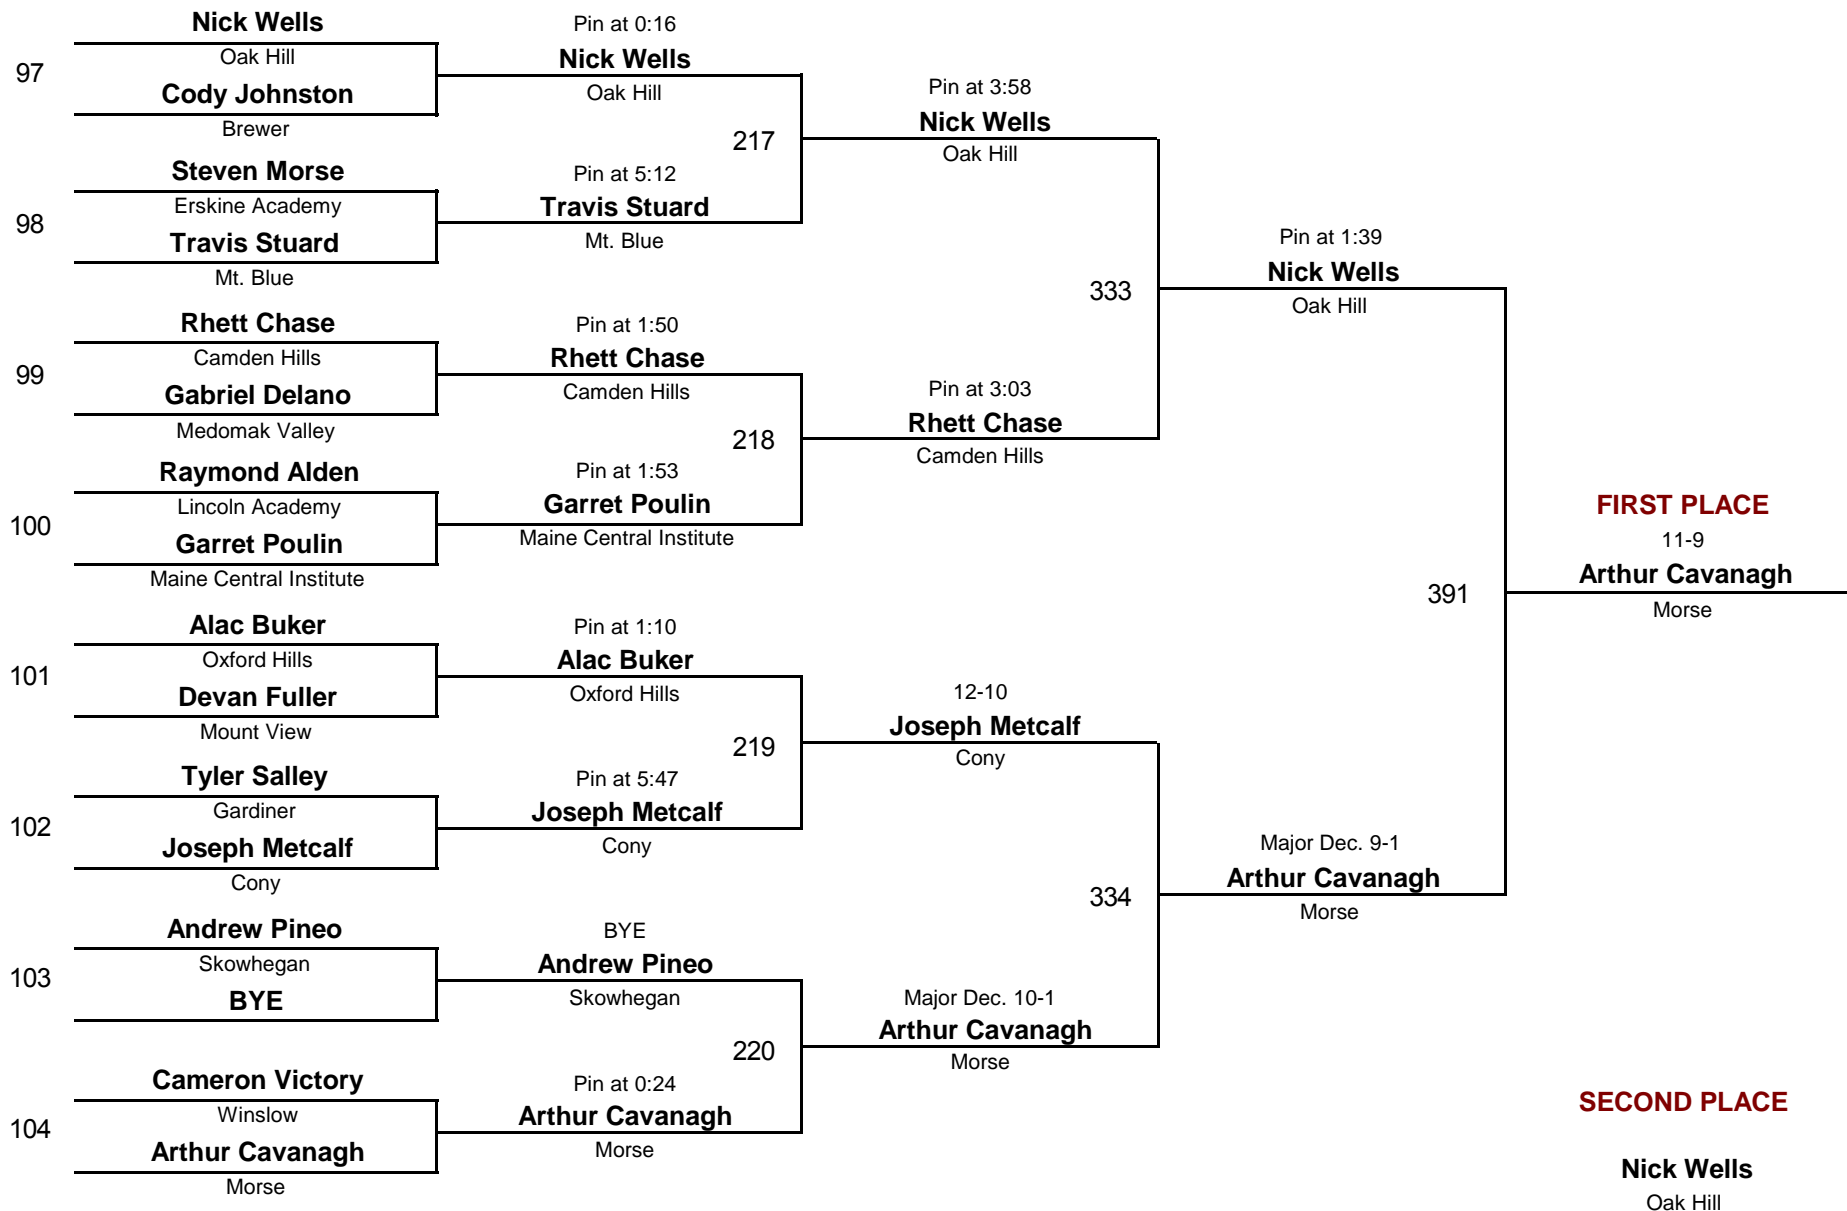 Nick Wells
Oak Hill
97
Cody Johnston
Brewer
Steven Morse
Erskine Academy
98
Travis Stuard
Mt. Blue
Rhett Chase
Camden Hills
99
Gabriel Delano
Medomak Valley
Raymond Alden
Lincoln Academy
100
Garret Poulin
Maine Central Institute
Alac Buker
Oxford Hills
101
Devan Fuller
Mount View
Tyler Salley
Gardiner
102
Joseph Metcalf
Cony
Andrew Pineo
Skowhegan
103
BYE
Cameron Victory
Winslow
104
Arthur Cavanagh
Morse
Pin at 0:16
Nick Wells
Oak Hill
217
Pin at 5:12
Travis Stuard
Mt. Blue
Pin at 1:50
Rhett Chase
Camden Hills
218
Pin at 1:53
Garret Poulin
Maine Central Institute
Pin at 1:10
Alac Buker
Oxford Hills
219
Pin at 5:47
Joseph Metcalf
Cony
BYE
Andrew Pineo
Skowhegan
220
Pin at 0:24
Arthur Cavanagh
Morse
Pin at 3:58
Nick Wells
Oak Hill
333
Pin at 3:03
Rhett Chase
Camden Hills
12-10
Joseph Metcalf
Cony
334
Major Dec. 10-1
Arthur Cavanagh
Morse
Pin at 1:39
Nick Wells
Oak Hill
391
Major Dec. 9-1
Arthur Cavanagh
Morse
FIRST PLACE
11-9
Arthur Cavanagh
Morse
SECOND PLACE
Nick Wells
Oak Hill